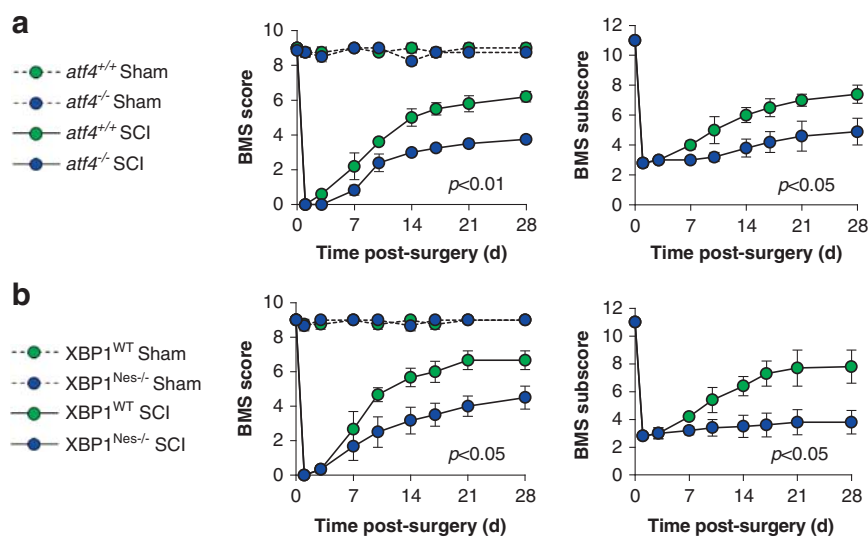 a
atf4+/+ Sham
atf4-/- Sham
atf4+/+ SCI
atf4-/- SCI
BMS score
10
8
6
4
2
0
0 7 14 21 28
p<0.01
Time post-surgery (d)
BMS subscore
12
10
8
6
4
2
0
0 7 14 21 28
p<0.05
Time post-surgery (d)
b
XBP1WT Sham
XBP1Nes-/- Sham
XBP1WT SCI
XBP1Nes-/- SCI
BMS score
10
8
6
4
2
0
0 7 14 21 28
p<0.05
Time post-surgery (d)
BMS subscore
12
10
8
6
4
2
0
0 7 14 21 28
p<0.05
Time post-surgery (d)